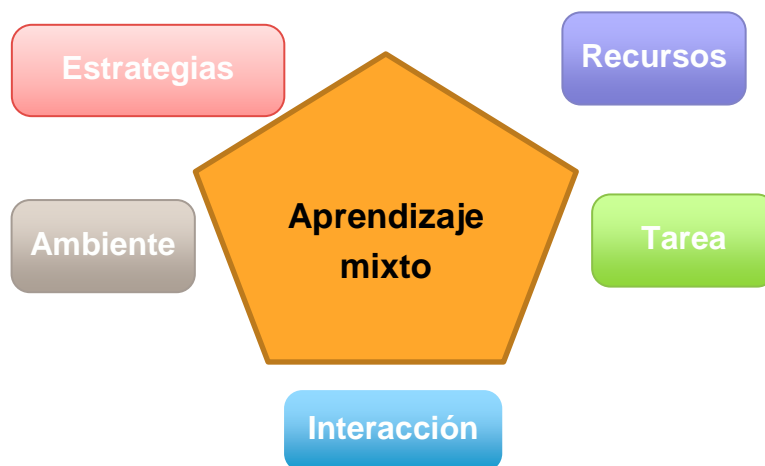 Estrategias
Recursos
Aprendizaje
mixto
Ambiente
Tarea
Interacción